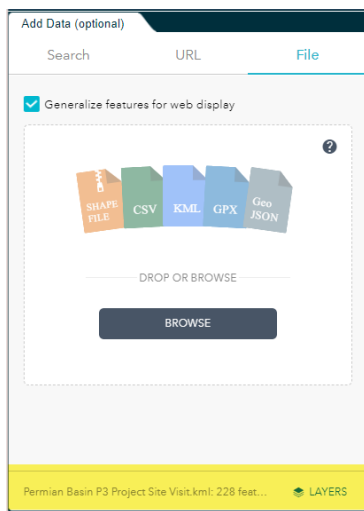 Add Data (optional)
Search URL File
Generalize features for web display
?
SHAPE
FILE
CSV
KML
GPX
Geo
JSON
DROP OR BROWSE
BROWSE
Permian Basin P3 Project Site Visit.kml: 228 feat... LAYERS